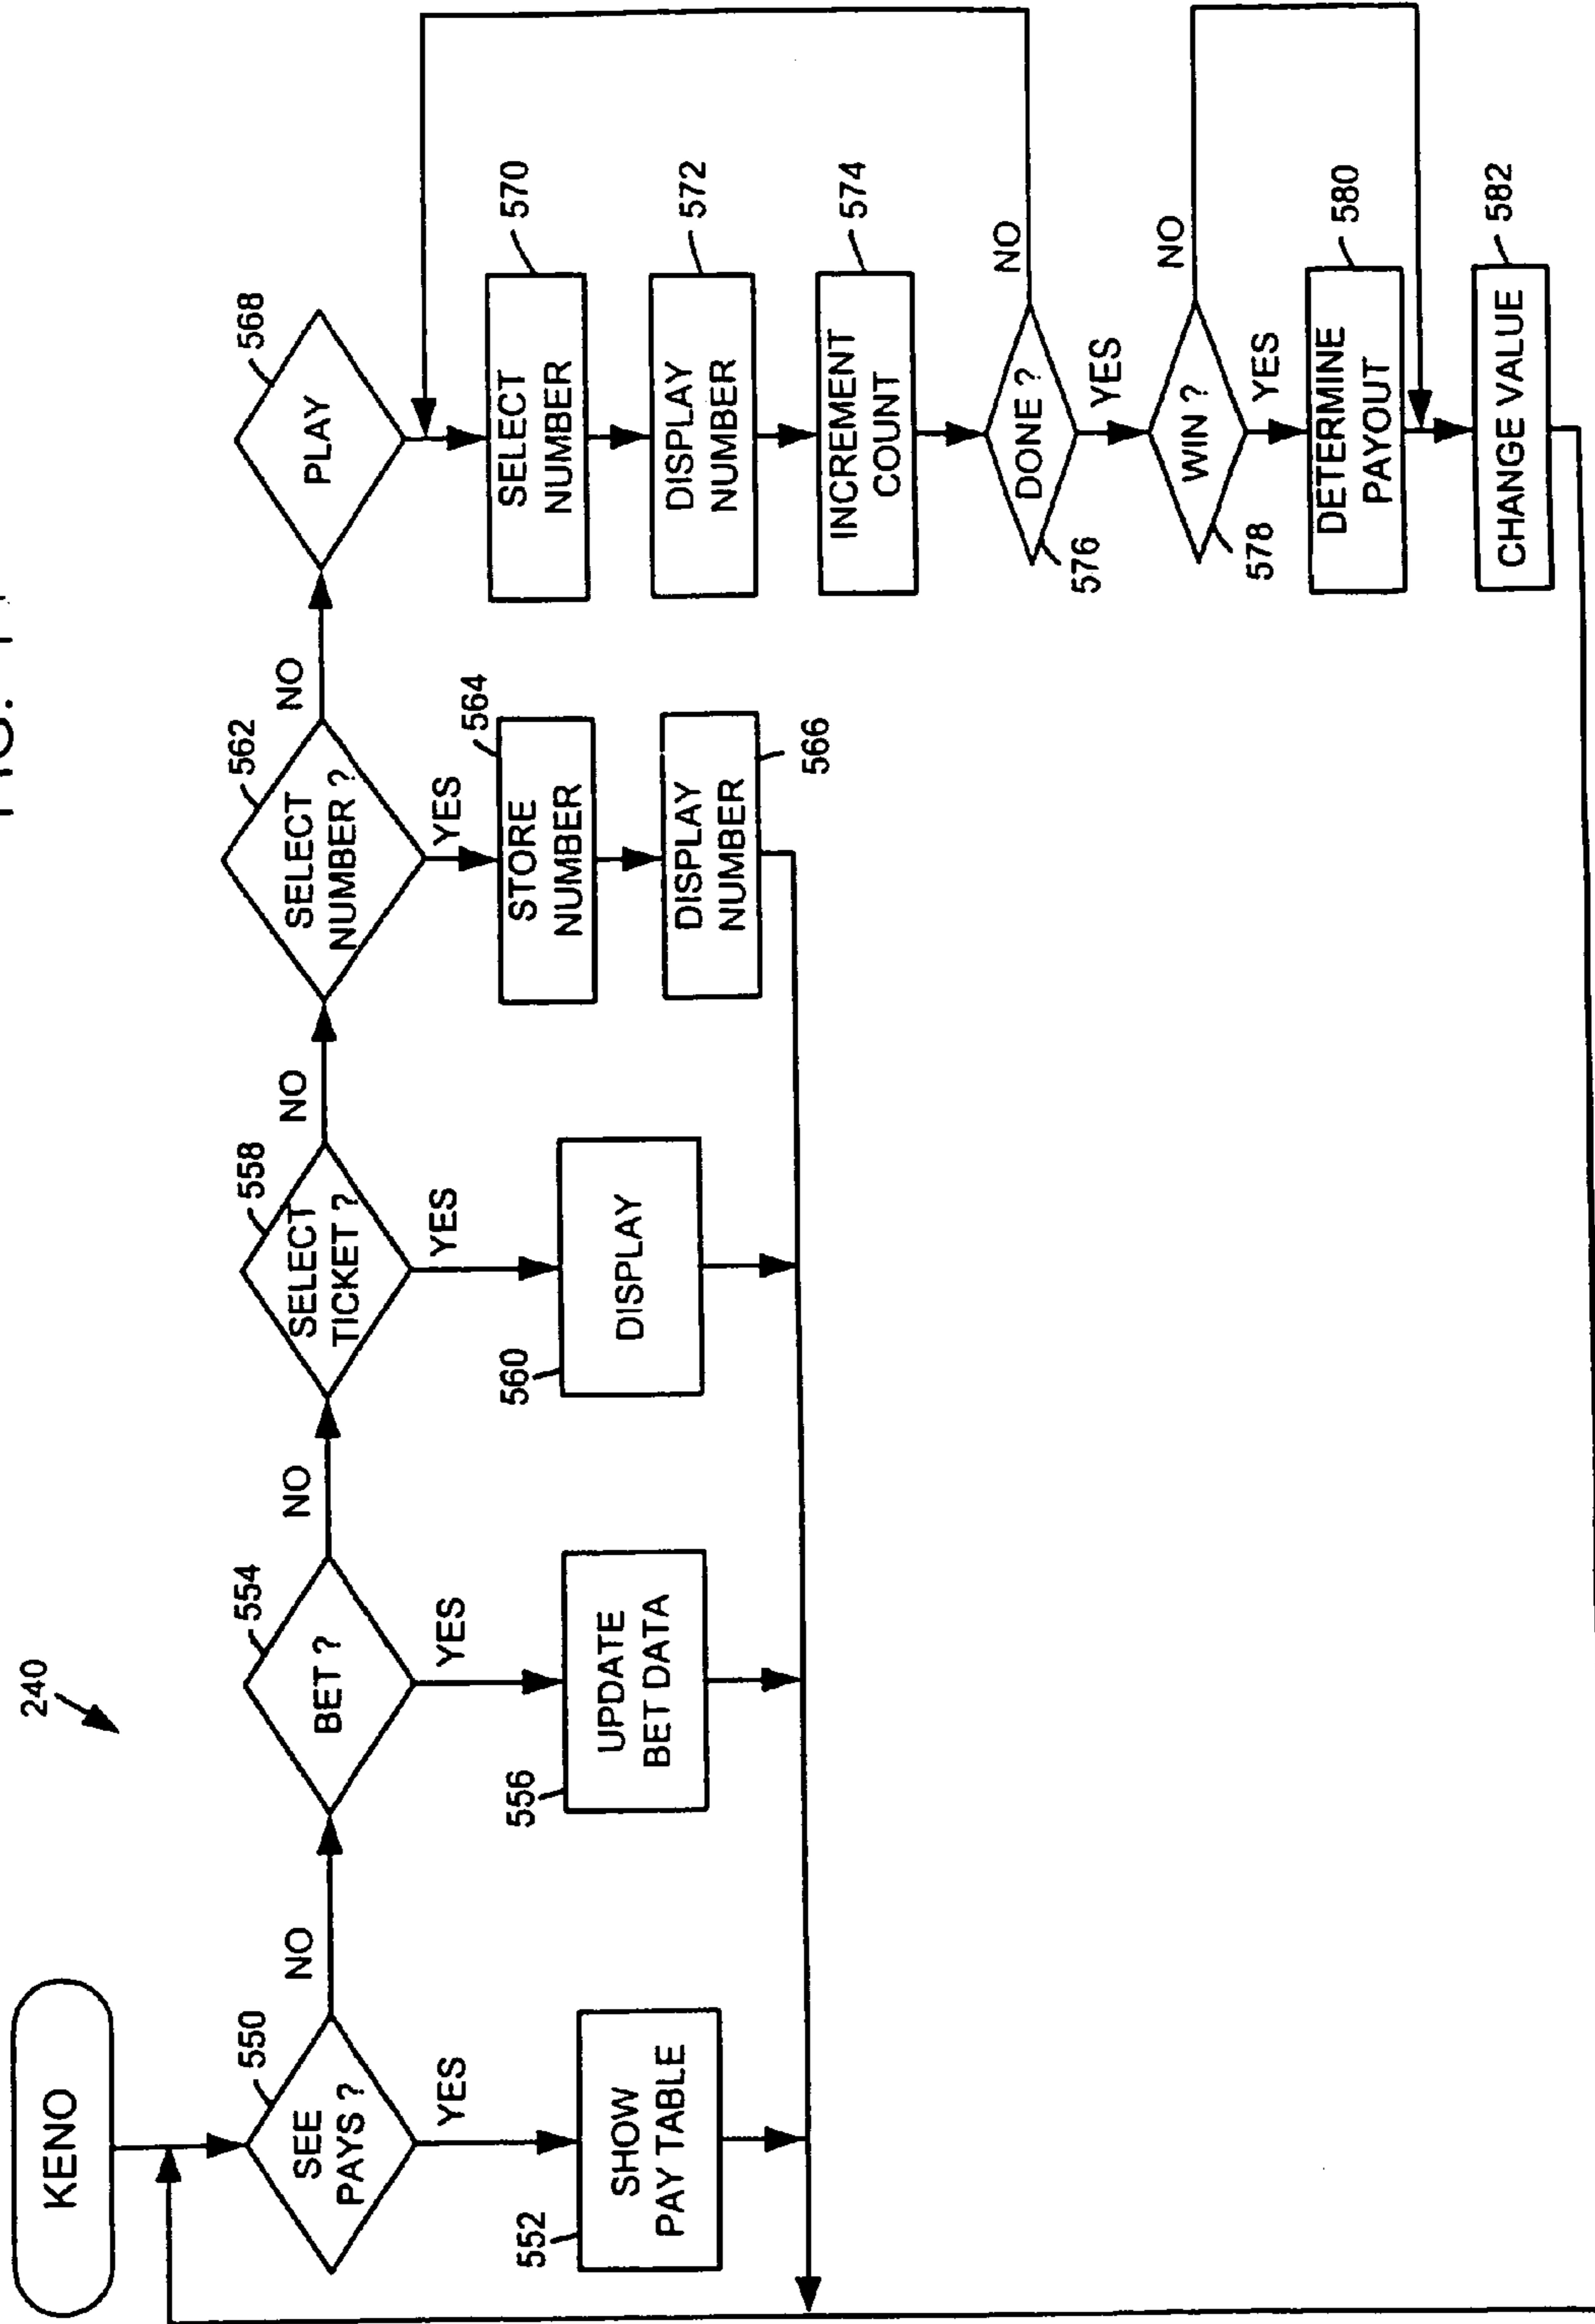 240
KENO
550
SEE
PAYS ?
NO
YES
552
SHOW
PAY TABLE
554
BET ?
NO
YES
556
UPDATE
BET DATA
558
SELECT
TICKET ?
NO
YES
560
DISPLAY
562
SELECT
NUMBER ?
NO
YES
564
STORE
NUMBER
566
DISPLAY
NUMBER
568
PLAY
570
SELECT
NUMBER
572
DISPLAY
NUMBER
574
INCREMENT
COUNT
576
DONE ?
NO
YES
578
WIN ?
NO
YES
580
DETERMINE
PAYOUT
582
CHANGE VALUE